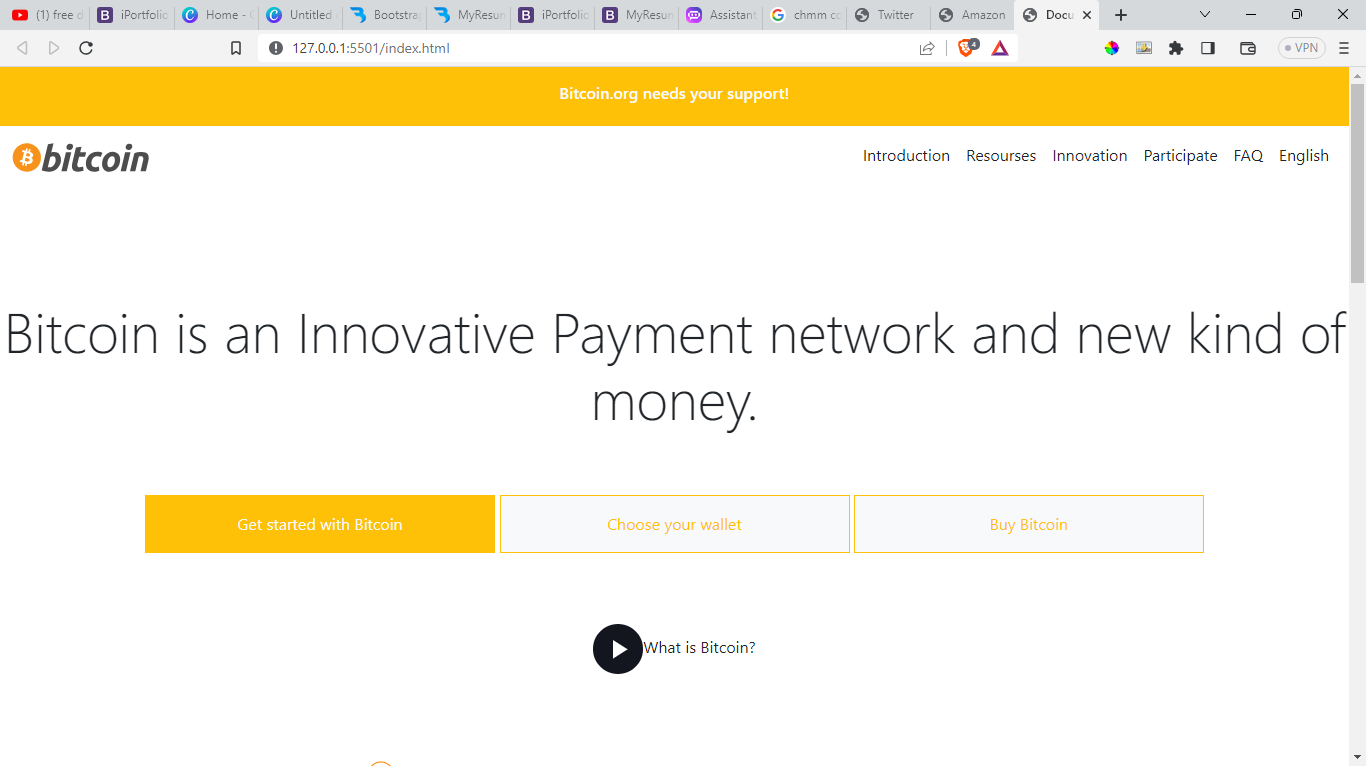 (1) free d iPortfolio Home - C Untitled Bootstrap MyResum iPortfolio MyResum Assistant chmm co Twitter Amazon Docu
127.0.0.1:5501/index.html 4 VPN
Bitcoin.org needs your support!
bitcoin Introduction Resourses Innovation Participate FAQ English
Bitcoin is an Innovative Payment network and new kind of
money.
Get started with Bitcoin Choose your wallet Buy Bitcoin
What is Bitcoin?